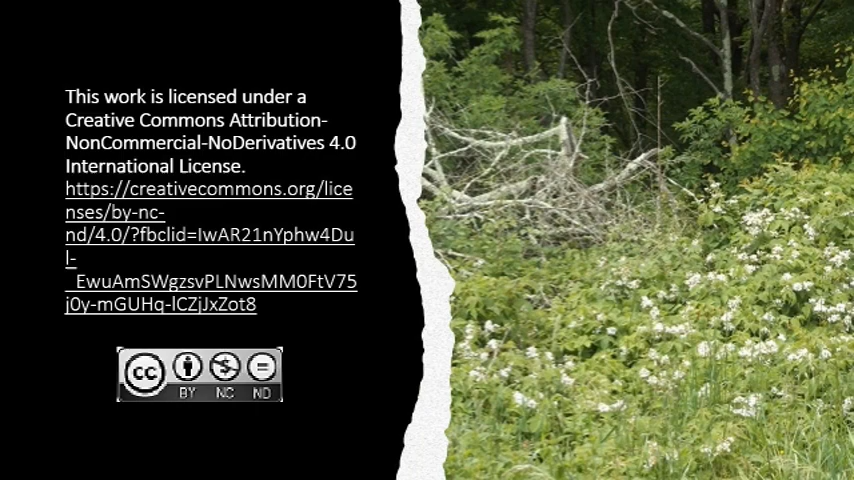 This work is licensed under a
Creative Commons Attribution-
NonCommercial-NoDerivatives 4.0
International License.
https://creativecommons.org/lice
nses/by-nc-
nd/4.0/?fbclid=IwAR21nYphw4Du
l-
_EwuAmSWgzsvPLNwsMM0FtV75
j0y-mGUHq-lCZjJxZot8
cc BY NC ND